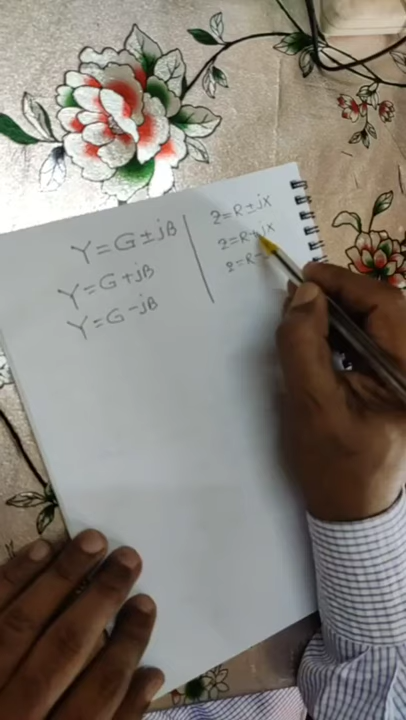 Y = G ± jB
Y = G + jB
Y = G - jB
Z = R ± jX
Z = R + jX
Z = R -